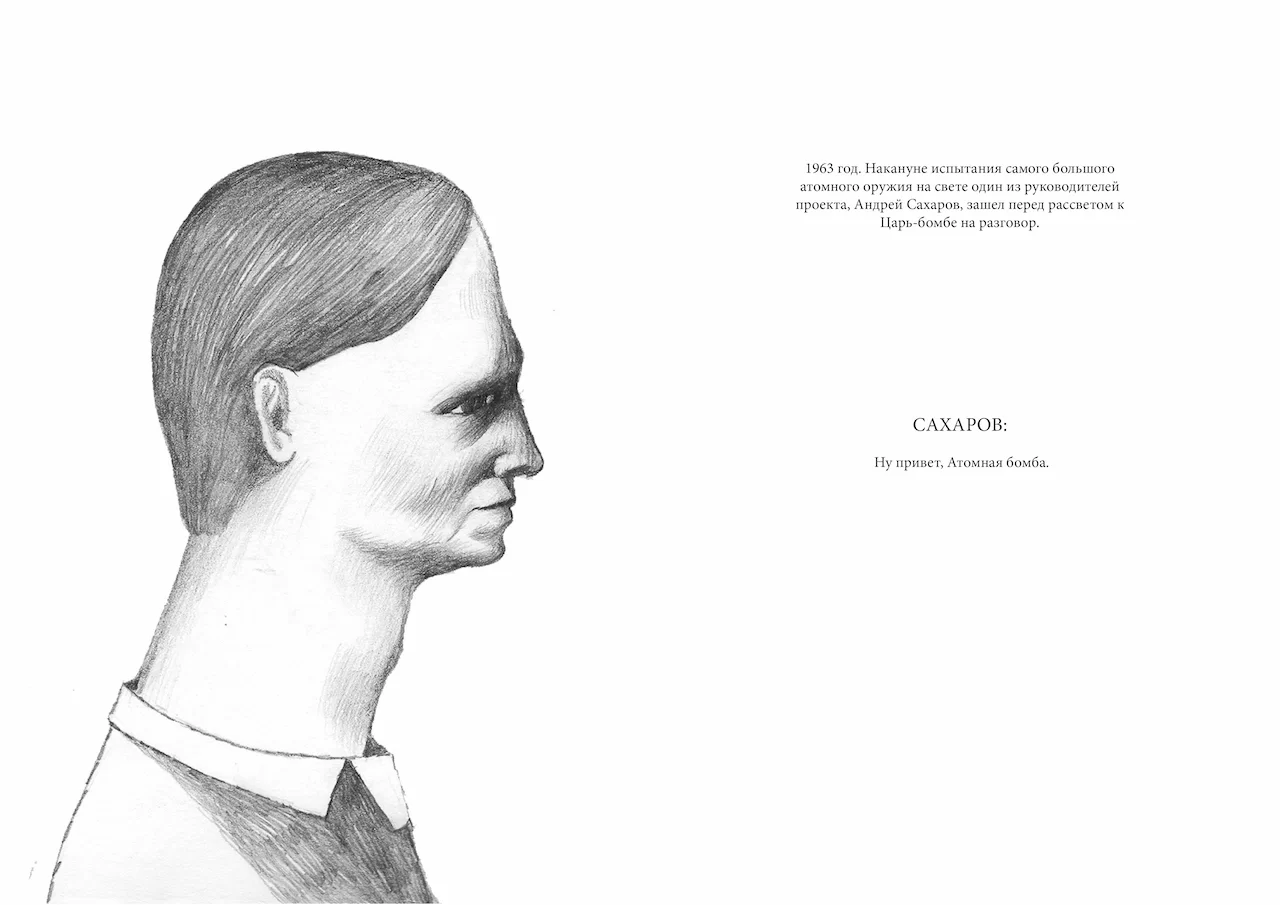 1963 год. Накануне испытания самого большого
атомного оружия на свете один из руководителей
проекта, Андрей Сахаров, зашел перед рассветом к
Царь-бомбе на разговор.
САХАРОВ:
Ну привет, Атомная бомба.